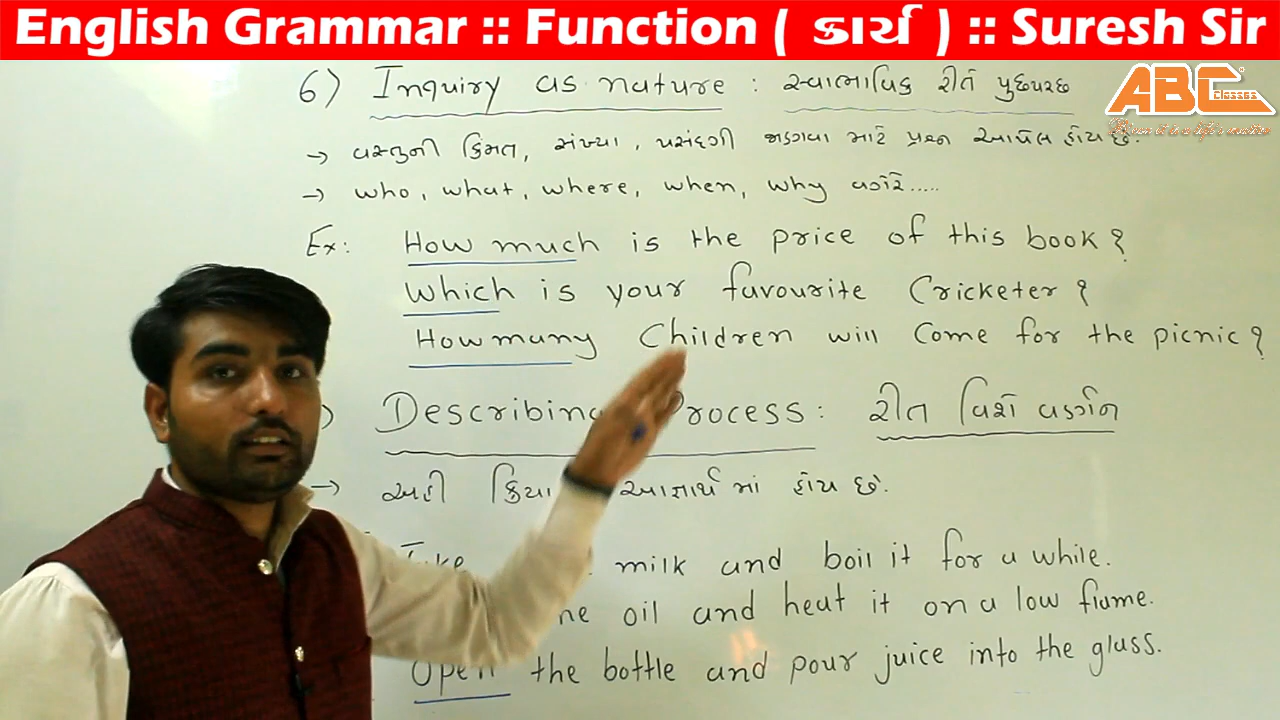 English Grammar :: Function ( કાર્ય ) :: Suresh Sir
ABC Classes
6) Inquiry as nature : સ્વાભાવિક રીતે પુછપરછ
→ વસ્તુની કિંમત, સંખ્યા, પસંદગી જાણવા માટે પ્રશ્ન આપેલ હોય છે.
→ who, what, where, when, why વગેરે.....
Ex: How much is the price of this book?
Which is your favourite Cricketer?
How many Children will come for the picnic?
) Describing Process : રીત વિશે વર્ણન
→ અહી ક્રિયા આજ્ઞાર્થ માં હોય છે.
milk and boil it for a while.
oil and heat it on a low flame.
Open the bottle and pour juice into the glass.